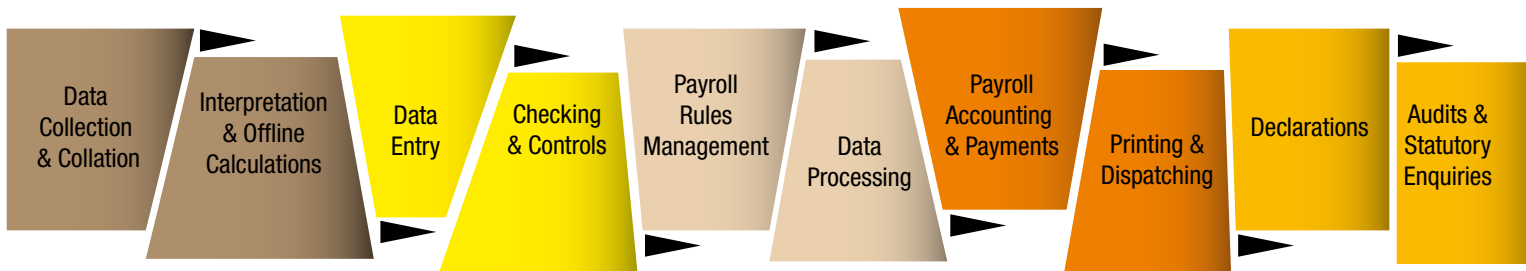 Data
Collection
& Collation
Interpretation
& Offline
Calculations
Data
Entry
Checking
& Controls
Payroll
Rules
Management
Data
Processing
Payroll
Accounting
& Payments
Printing &
Dispatching
Declarations
Audits &
Statutory
Enquiries